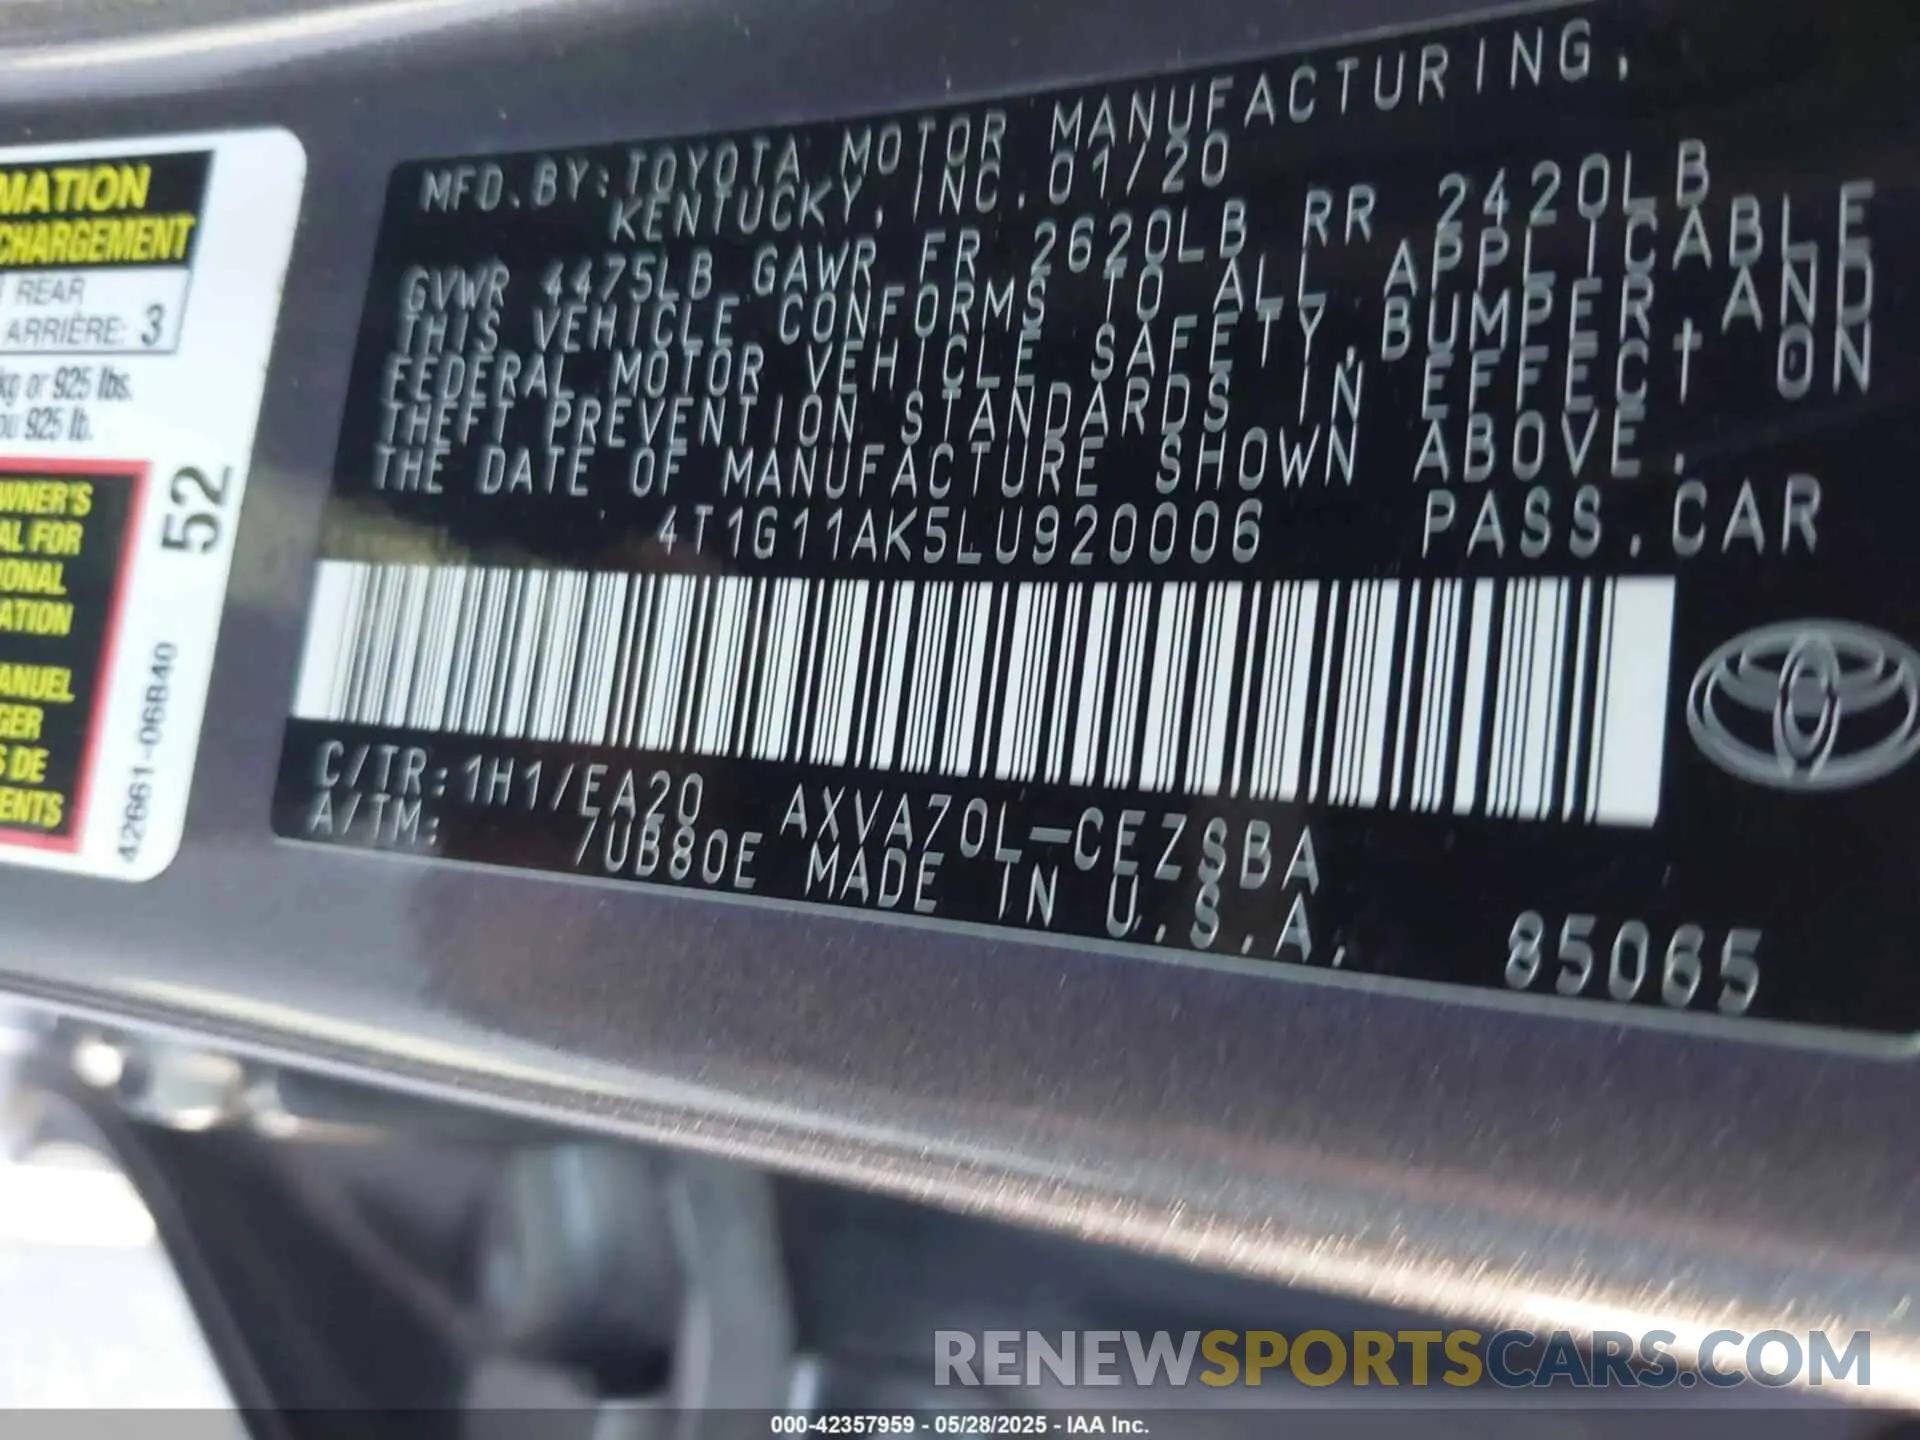 MATION
CHARGEMENT
REAR
ARRIÈRE: 3
kg or 925 lbs.
ou 925 lb.
WNER'S
AL FOR
IONAL
ATION
ANUEL
GER
S DE
ENTS
52
42661-06B40
MFD. BY: TOYOTA MOTOR MANUFACTURING,
KENTUCKY, INC. 01/20
GVWR 4475LB GAWR FR 2620LB RR 2420LB
THIS VEHICLE CONFORMS TO ALL APPLICABLE
FEDERAL MOTOR VEHICLE SAFETY, BUMPER, AND
THEFT PREVENTION STANDARDS IN EFFECT ON
THE DATE OF MANUFACTURE SHOWN ABOVE.
4T1G11AK5LU920006 PASS. CAR
C/TR: 1H1/EA20 AXVA70L-CEZSBA
A/TM: /UB80E MADE IN U.S.A. 85065
RENEWSPORTSCARS.COM
000-42357959 - 05/28/2025 - IAA Inc.